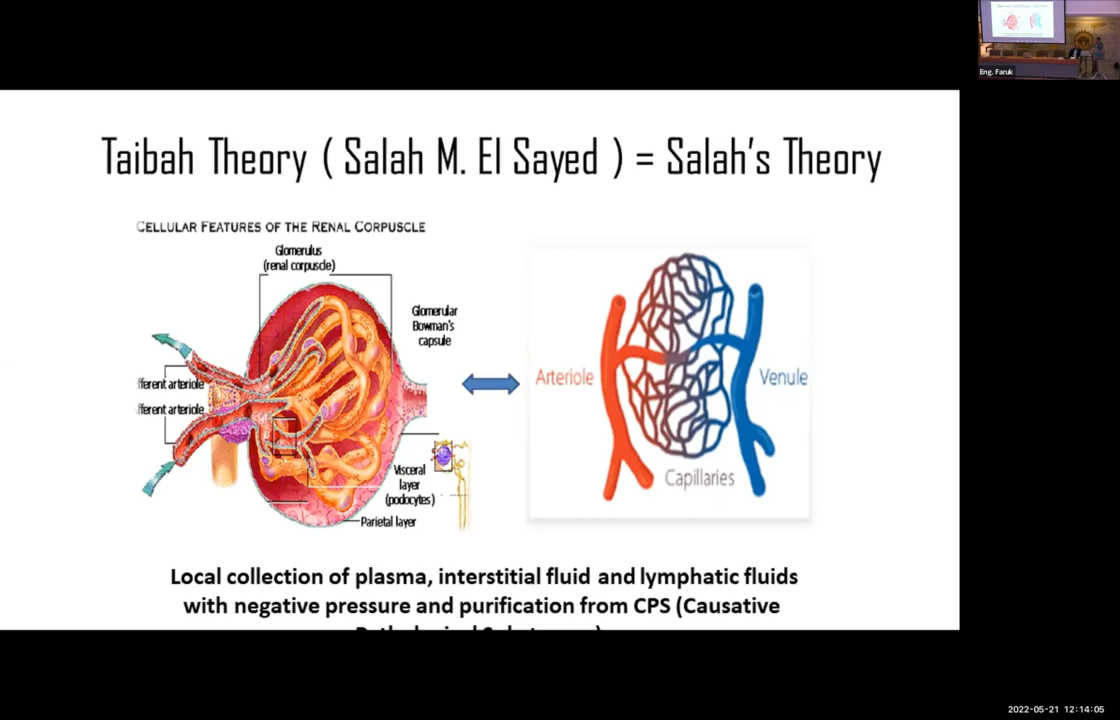 Eng. Faruk
Taibah Theory ( Salah M. El Sayed ) = Salah's Theory
CELLULAR FEATURES OF THE RENAL CORPUSCLE
Glomerulus
(renal corpuscle)
Glomerular
Bowman's
capsule
fferent arteriole
fferent arteriole
Visceral
layer
(podocytes)
Parietal layer
Arteriole
Venule
Capillaries
Local collection of plasma, interstitial fluid and lymphatic fluids
with negative pressure and purification from CPS (Causative
2022-05-21 12:14:05